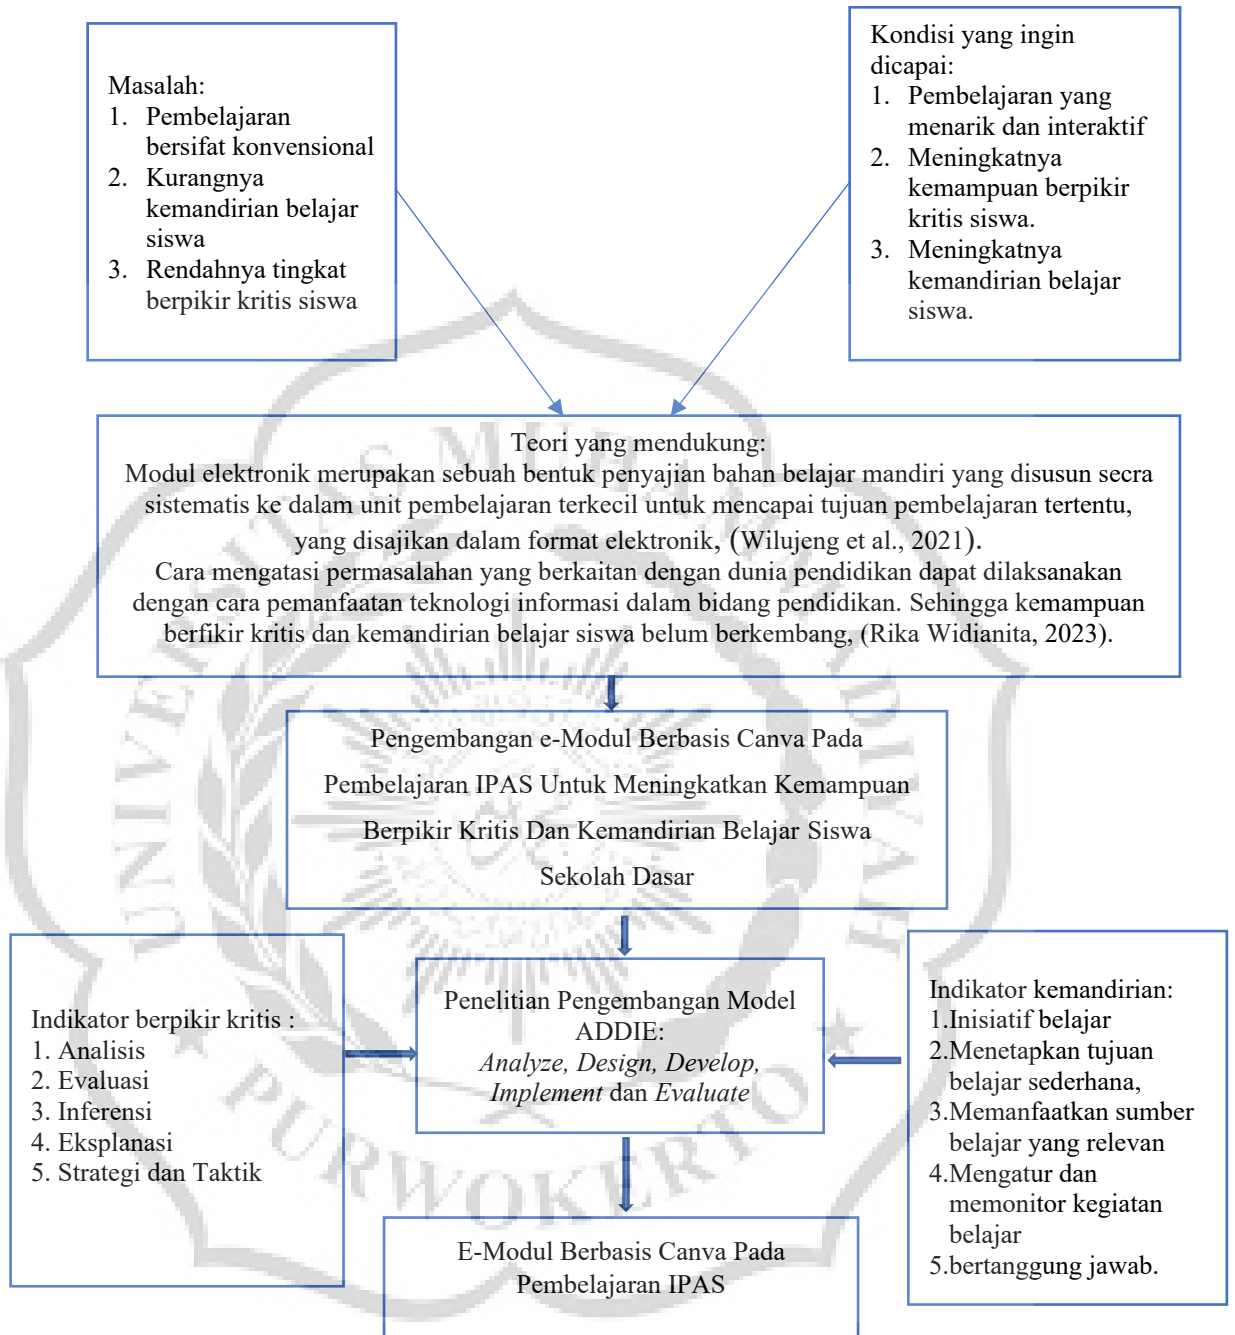 Masalah:
1. Pembelajaran
bersifat konvensional
2. Kurangnya
kemandirian belajar
siswa
3. Rendahnya tingkat
berpikir kritis siswa
Kondisi yang ingin
dicapai:
1. Pembelajaran yang
menarik dan interaktif
2. Meningkatnya
kemampuan berpikir
kritis siswa.
3. Meningkatnya
kemandirian belajar
siswa.
Teori yang mendukung:
Modul elektronik merupakan sebuah bentuk penyajian bahan belajar mandiri yang disusun secra
sistematis ke dalam unit pembelajaran terkecil untuk mencapai tujuan pembelajaran tertentu,
yang disajikan dalam format elektronik, (Wilujeng et al., 2021).
Cara mengatasi permasalahan yang berkaitan dengan dunia pendidikan dapat dilaksanakan
dengan cara pemanfaatan teknologi informasi dalam bidang pendidikan. Sehingga kemampuan
berfikir kritis dan kemandirian belajar siswa belum berkembang, (Rika Widianita, 2023).
Pengembangan e-Modul Berbasis Canva Pada
Pembelajaran IPAS Untuk Meningkatkan Kemampuan
Berpikir Kritis Dan Kemandirian Belajar Siswa
Sekolah Dasar
Indikator berpikir kritis :
1. Analisis
2. Evaluasi
3. Inferensi
4. Eksplanasi
5. Strategi dan Taktik
Penelitian Pengembangan Model
ADDIE:
Analyze, Design, Develop,
Implement dan Evaluate
Indikator kemandirian:
1.Inisiatif belajar
2.Menetapkan tujuan
belajar sederhana,
3.Memanfaatkan sumber
belajar yang relevan
4.Mengatur dan
memonitor kegiatan
belajar
5.bertanggung jawab.
E-Modul Berbasis Canva Pada
Pembelajaran IPAS
UNIVERSITAS MUHAMMADIYAH
PURWOKERTO